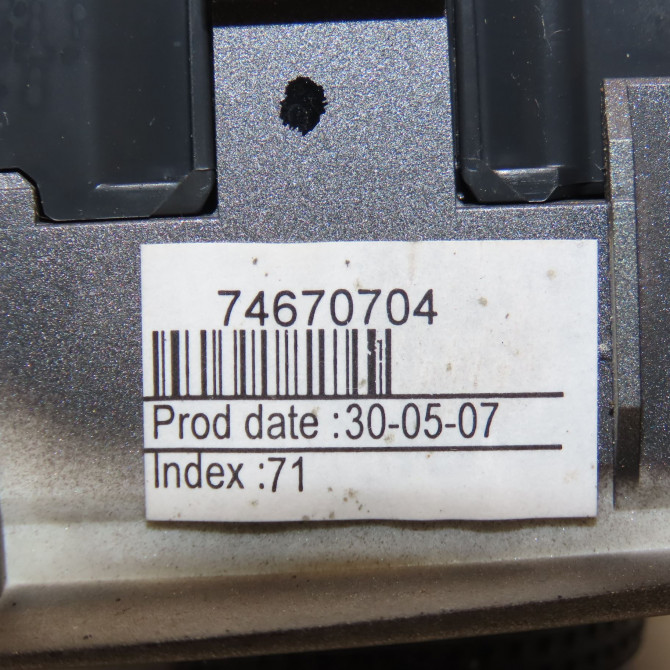 74670704
Prod date :30-05-07
Index :71